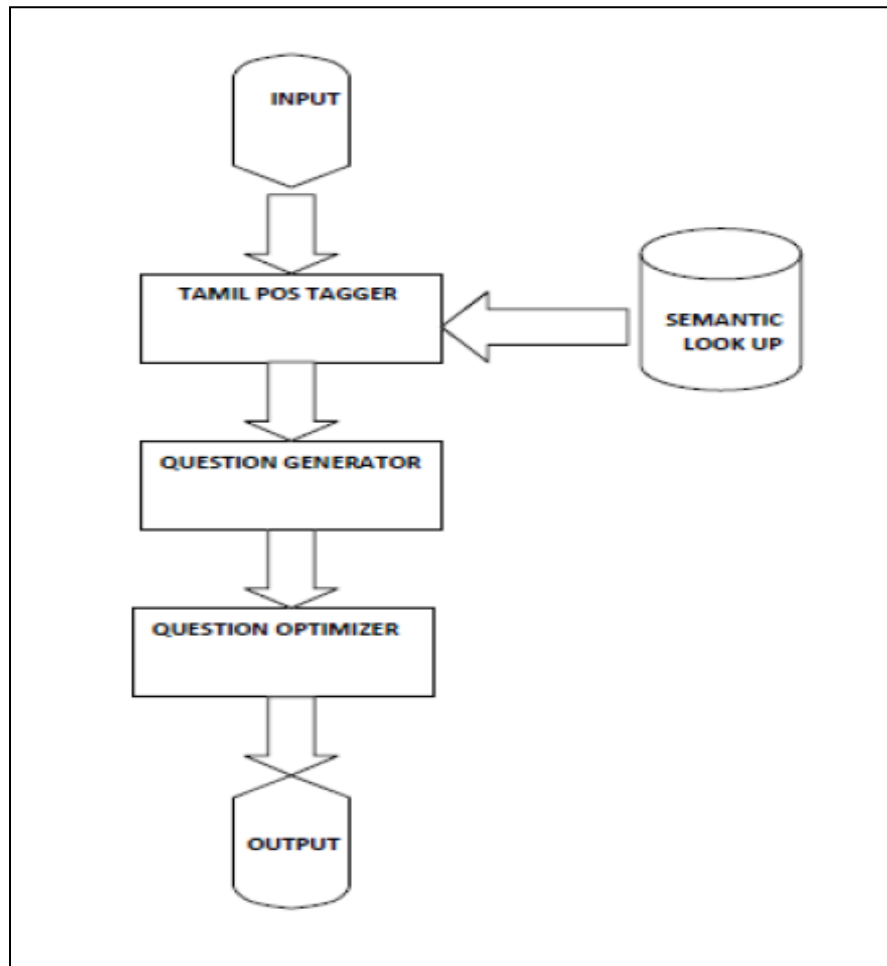 INPUT
TAMIL POS TAGGER
SEMANTIC
LOOK UP
QUESTION GENERATOR
QUESTION OPTIMIZER
OUTPUT